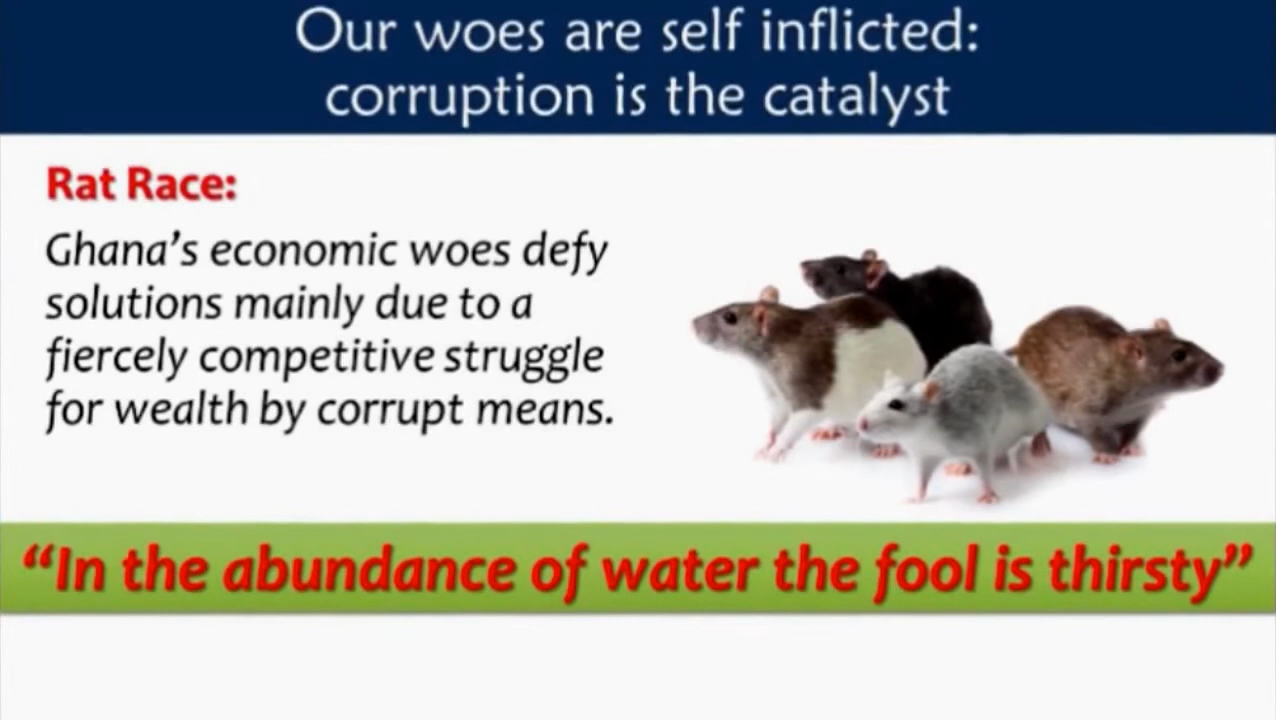 Our woes are self inflicted:
corruption is the catalyst
Rat Race:
Ghana’s economic woes defy
solutions mainly due to a
fiercely competitive struggle
for wealth by corrupt means.
“In the abundance of water the fool is thirsty”